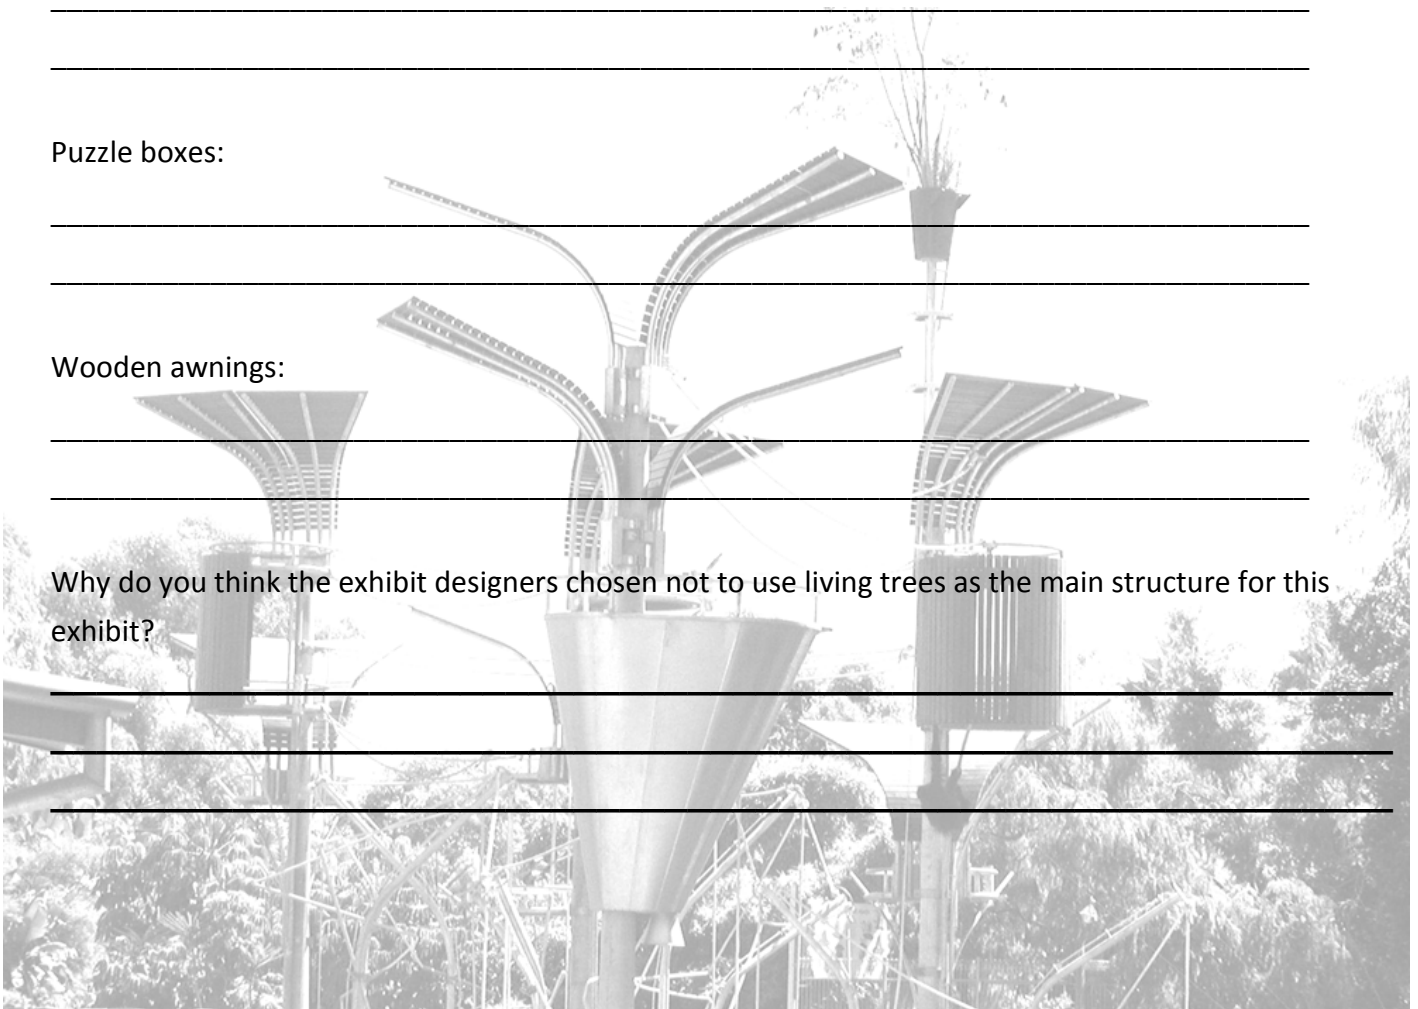 Puzzle boxes:
Wooden awnings:
Why do you think the exhibit designers chosen not to use living trees as the main structure for this
exhibit?